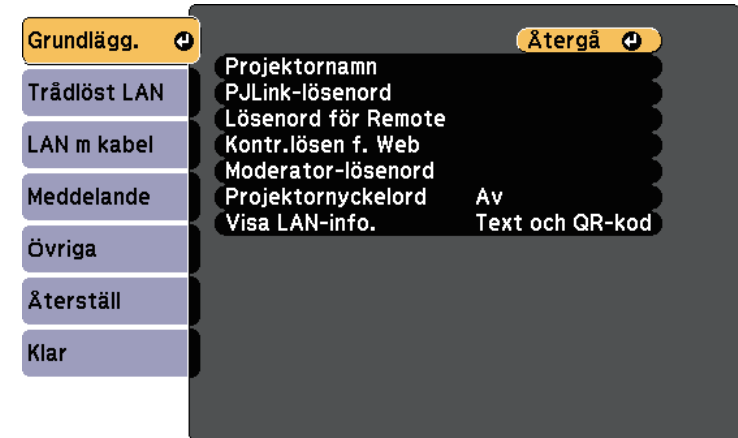 Grundlägg.
Trådlöst LAN
LAN m kabel
Meddelande
Övriga
Återställ
Klar
Återgå
Projektornamn
PJLink-lösenord
Lösenord för Remote
Kontr.lösen f. Web
Moderator-lösenord
Projektornyckelord Av
Visa LAN-info. Text och QR-kod